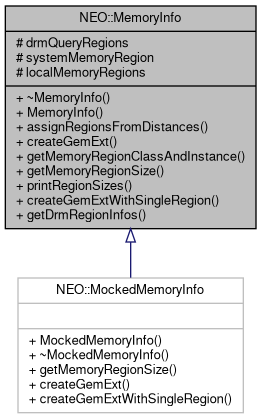 NEO::MemoryInfo
# drmQueryRegions
# systemMemoryRegion
# localMemoryRegions
+ ~MemoryInfo()
+ MemoryInfo()
+ assignRegionsFromDistances()
+ createGemExt()
+ getMemoryRegionClassAndInstance()
+ getMemoryRegionSize()
+ printRegionSizes()
+ createGemExtWithSingleRegion()
+ getDrmRegionInfos()
NEO::MockedMemoryInfo
+ MockedMemoryInfo()
+ ~MockedMemoryInfo()
+ getMemoryRegionSize()
+ createGemExt()
+ createGemExtWithSingleRegion()